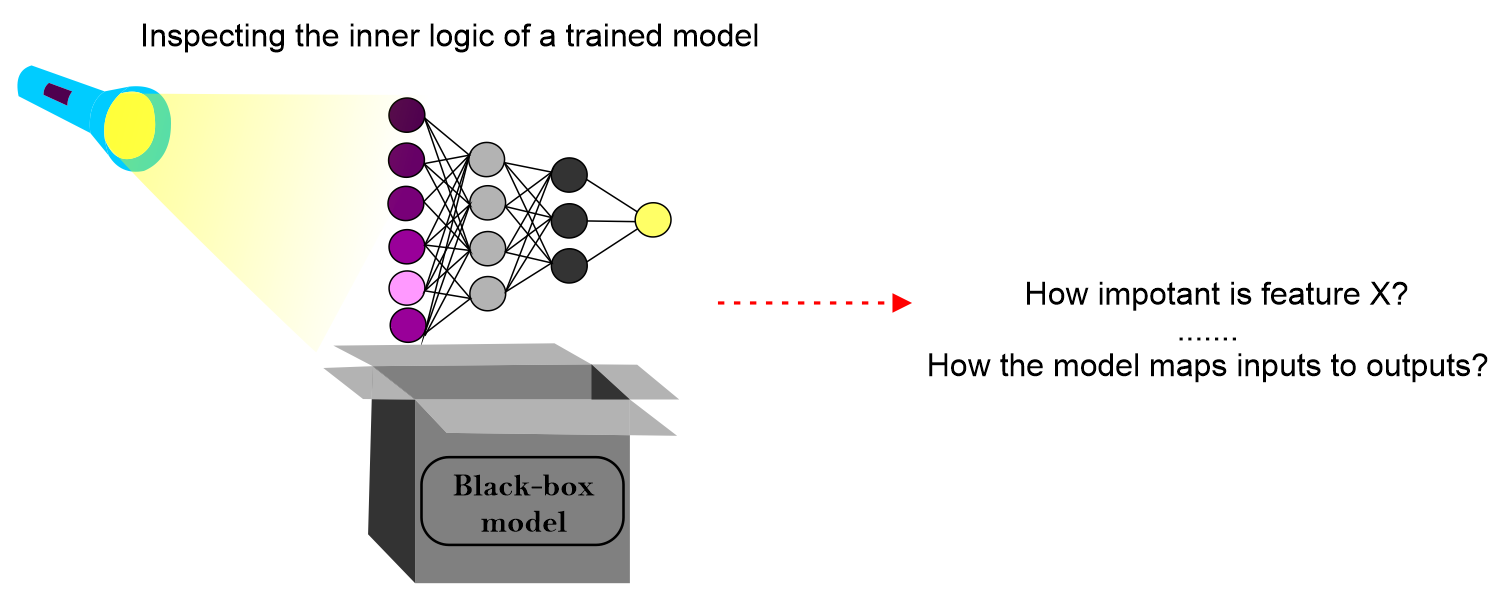 Inspecting the inner logic of a trained model
How impotant is feature X?
.......
How the model maps inputs to outputs?
Black-box
model